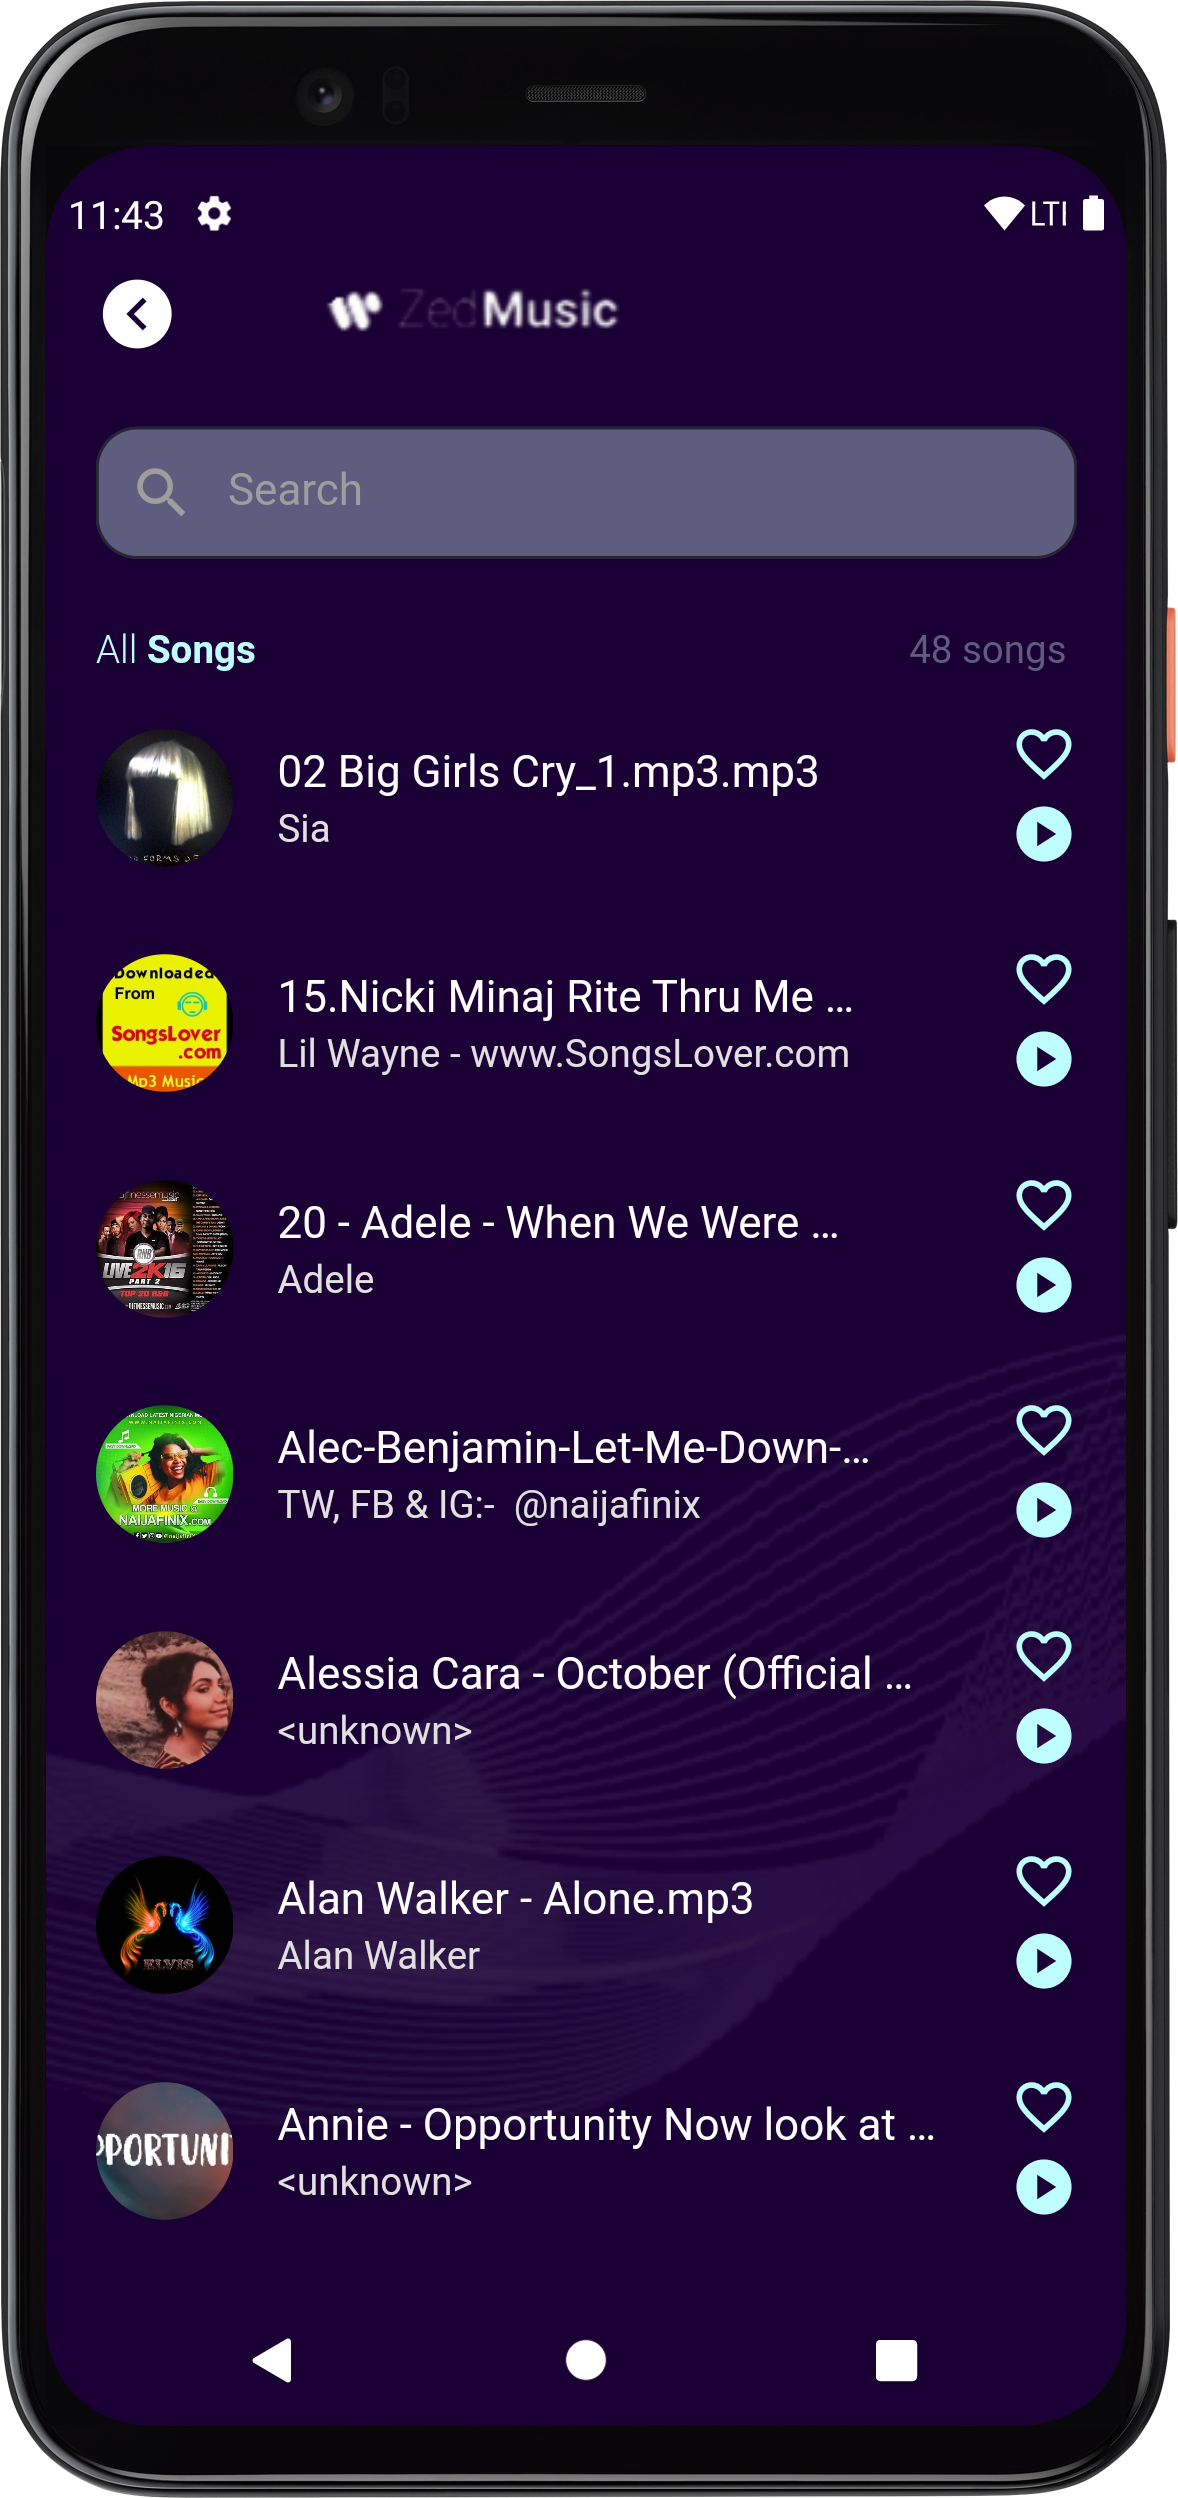 11:43
LTE
ZedMusic
Search
All Songs
48 songs
02 Big Girls Cry_1.mp3.mp3
Sia
Downloaded
From
SongsLover
.com
Mp3 Music
15.Nicki Minaj Rite Thru Me ...
Lil Wayne - www.SongsLover.com
LIVE2K16
PART 2
TOP 20 R&B
20 - Adele - When We Were ...
Adele
MORE MUSIC @
NAIJAFINIX.COM
Alec-Benjamin-Let-Me-Down-...
TW, FB & IG:-  @naijafinix
Alessia Cara - October (Official ...
<unknown>
ELVIS
Alan Walker - Alone.mp3
Alan Walker
PPORTUNI
Annie - Opportunity Now look at ...
<unknown>